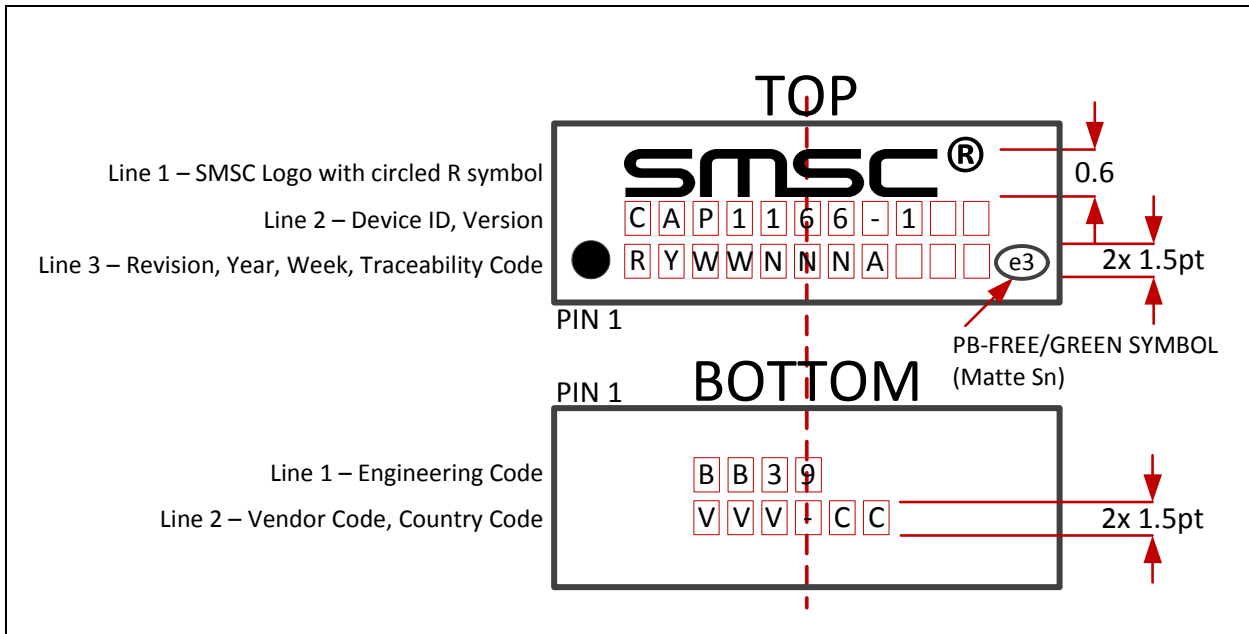 TOP
Line 1 – SMSC Logo with circled R symbol
SMSC®
0.6
Line 2 – Device ID, Version
CAP1166-1
Line 3 – Revision, Year, Week, Traceability Code
RYWWNNNA
e3
2x 1.5pt
PIN 1
PB-FREE/GREEN SYMBOL
(Matte Sn)
PIN 1
BOTTOM
Line 1 – Engineering Code
BB39
Line 2 – Vendor Code, Country Code
VVV-CC
2x 1.5pt